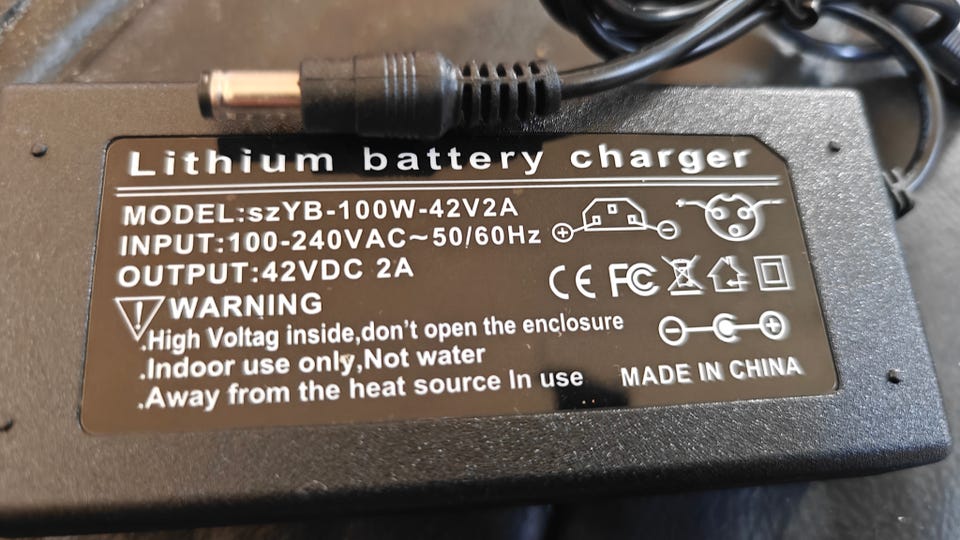 Lithium battery charger
MODEL:szYB-100W-42V2A
INPUT:100-240VAC~50/60Hz
OUTPUT:42VDC 2A
CE FC
WARNING
.High Voltag inside,don't open the enclosure
.Indoor use only,Not water
.Away from the heat source In use
MADE IN CHINA